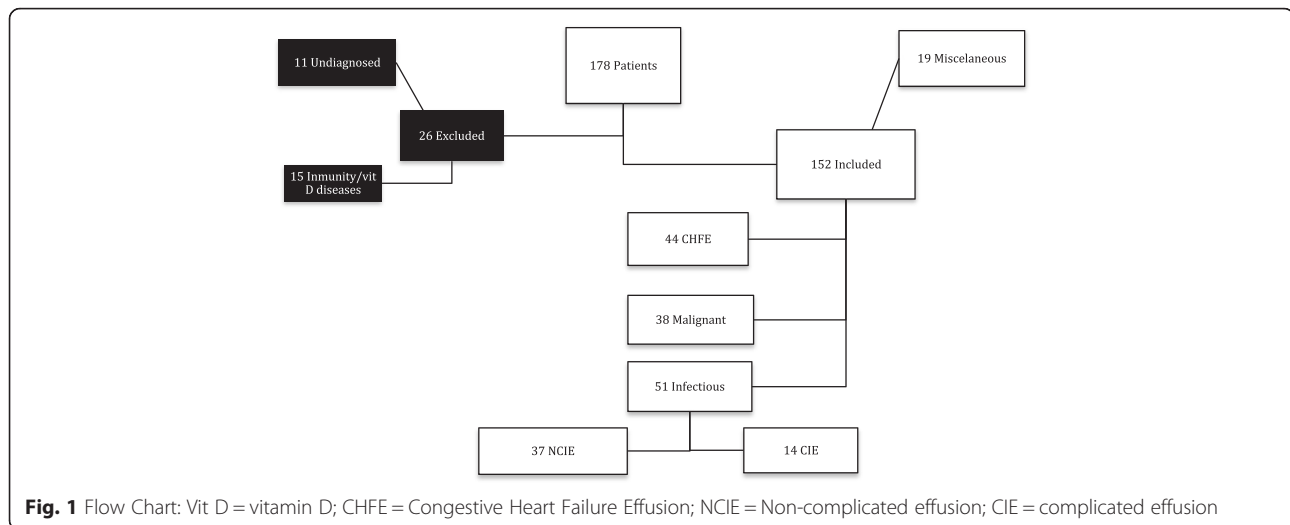 11 Undiagnosed
178 Patients
19 Miscelaneous
26 Excluded
152 Included
15 Inmunity/vit
D diseases
44 CHFE
38 Malignant
51 Infectious
37 NCIE
14 CIE
Fig. 1 Flow Chart: Vit D = vitamin D; CHFE = Congestive Heart Failure Effusion; NCIE = Non-complicated effusion; CIE = complicated effusion